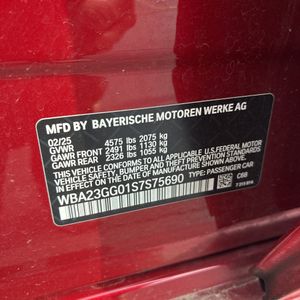 MFD BY BAYERISCHE MOTOREN WERKE AG
02/25
GVWR 4575 lbs 2075 kg
GAWR FRONT 2491 lbs 1130 kg
GAWR REAR 2326 lbs 1055 kg
THIS VEHICLE CONFORMS TO ALL APPLICABLE U.S. FEDERAL MOTOR
VEHICLE SAFETY, BUMPER, AND THEFT PREVENTION STANDARDS
IN EFFECT ON THE DATE OF MANUFACTURE SHOWN ABOVE.
WBA23GG01S7S75690 TYPE: PASSENGER CAR
C68